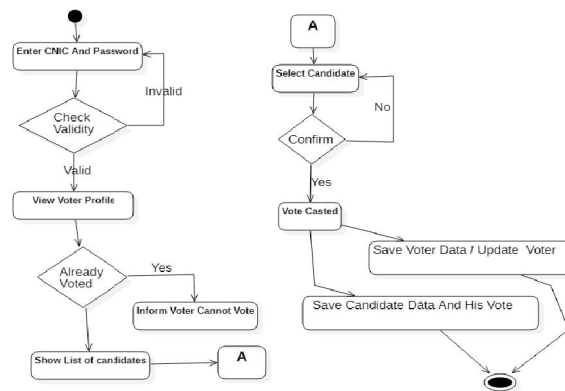 Enter CNIC And Password
Invalid
Check
Validity
Valid
View Voter Profile
Already
Voted
Yes
Inform Voter Cannot Vote
Show List of candidates
A
A
Select Candidate
No
Confirm
Yes
Vote Casted
Save Voter Data / Update Voter
Save Candidate Data And His Vote